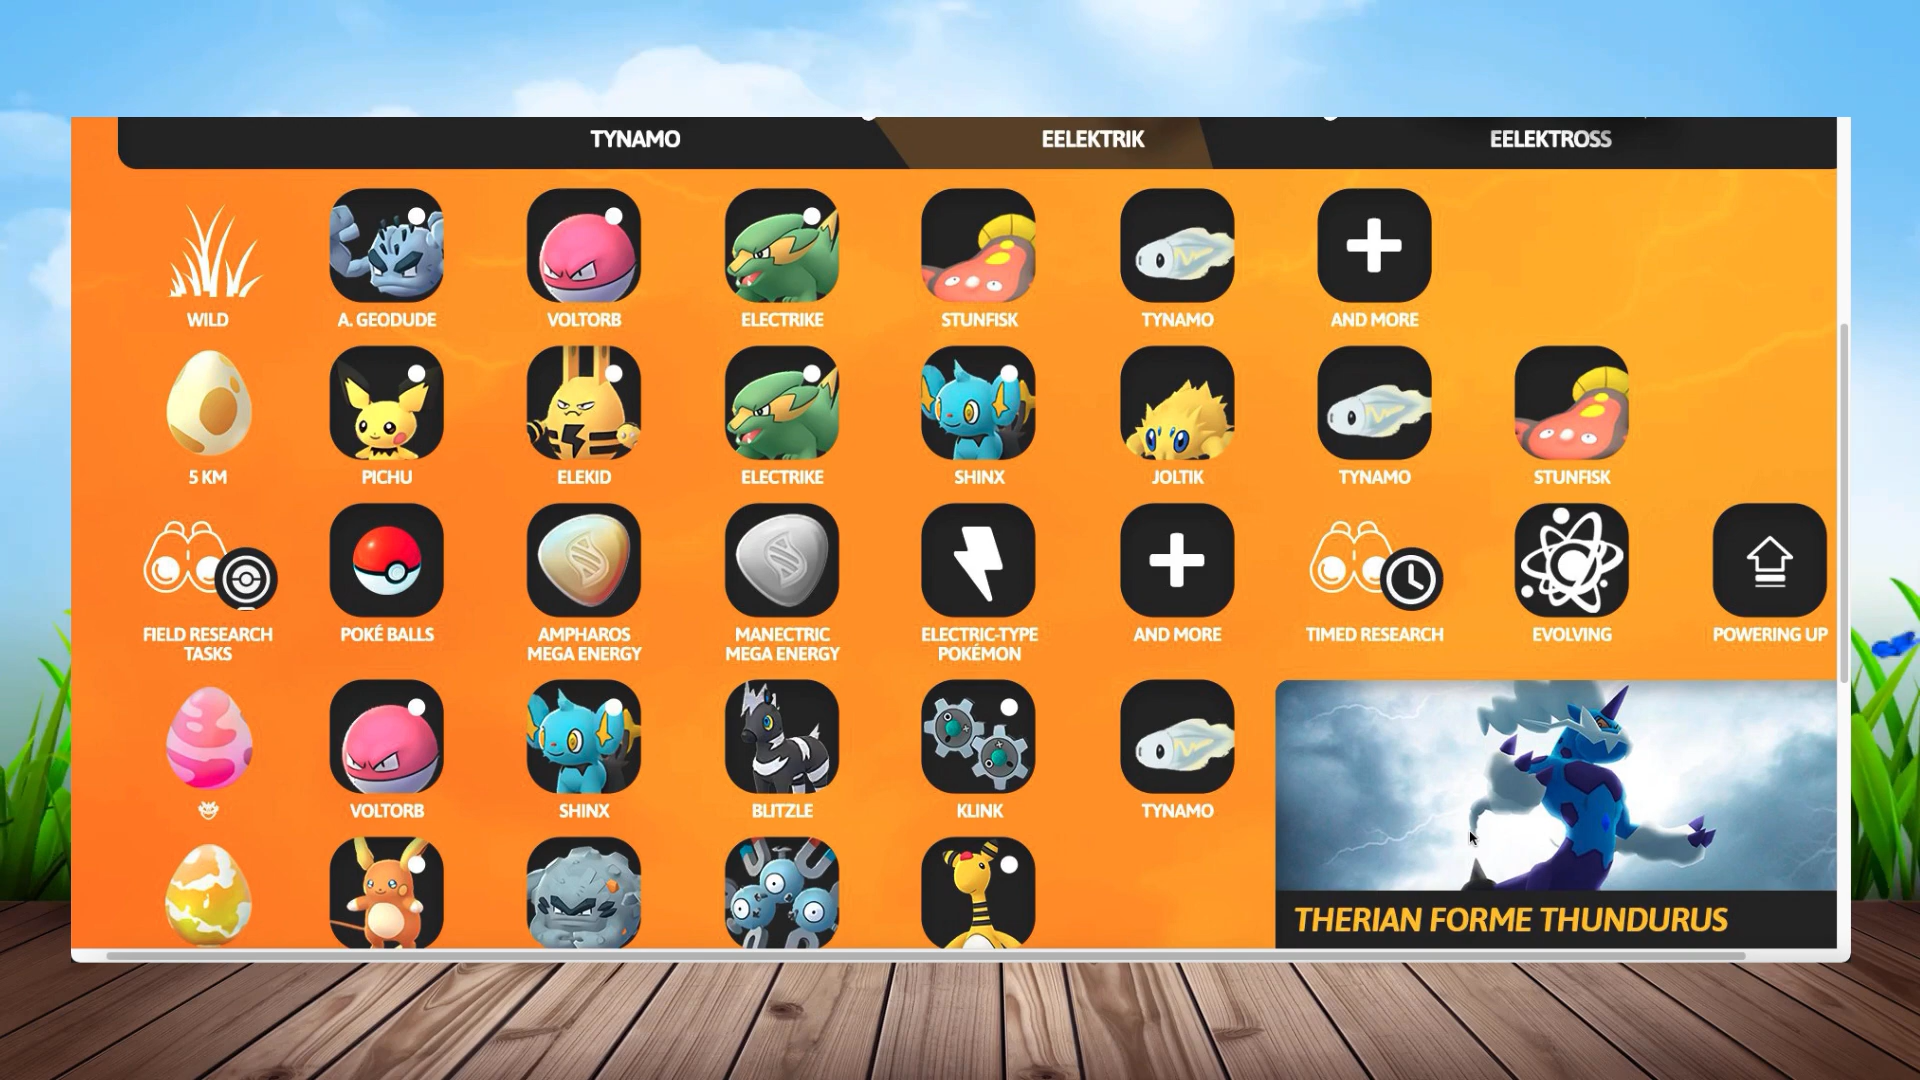 TYNAMO
EELEKTRIK
EELEKTROSS
WILD
A. GEODUDE
VOLTORB
ELECTRIKE
STUNFISK
TYNAMO
AND MORE
5 KM
PICHU
ELEKID
ELECTRIKE
SHINX
JOLTIK
TYNAMO
STUNFISK
FIELD RESEARCH
TASKS
POKÉ BALLS
AMPHAROS
MEGA ENERGY
MANECTRIC
MEGA ENERGY
ELECTRIC-TYPE
POKÉMON
AND MORE
TIMED RESEARCH
EVOLVING
POWERING UP
VOLTORB
SHINX
BLITZLE
KLINK
TYNAMO
THERIAN FORME THUNDURUS